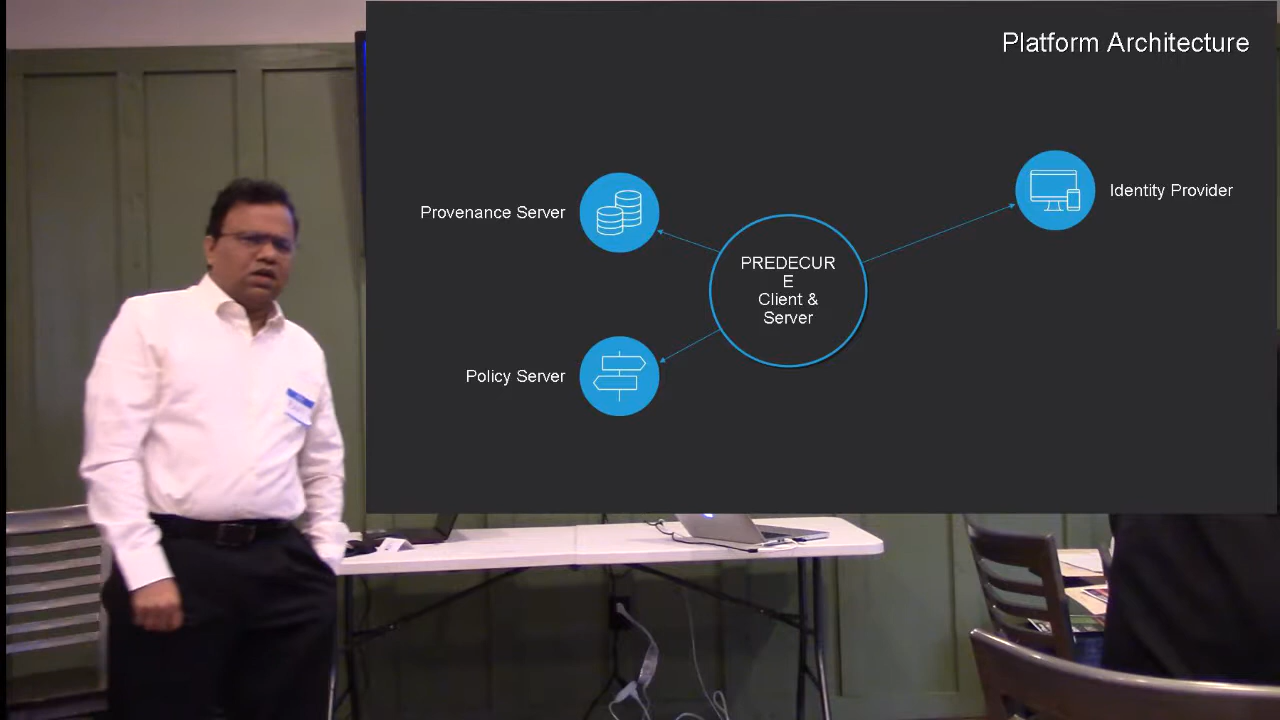 Platform Architecture
Provenance Server
Identity Provider
PREDECUR
E
Client &
Server
Policy Server